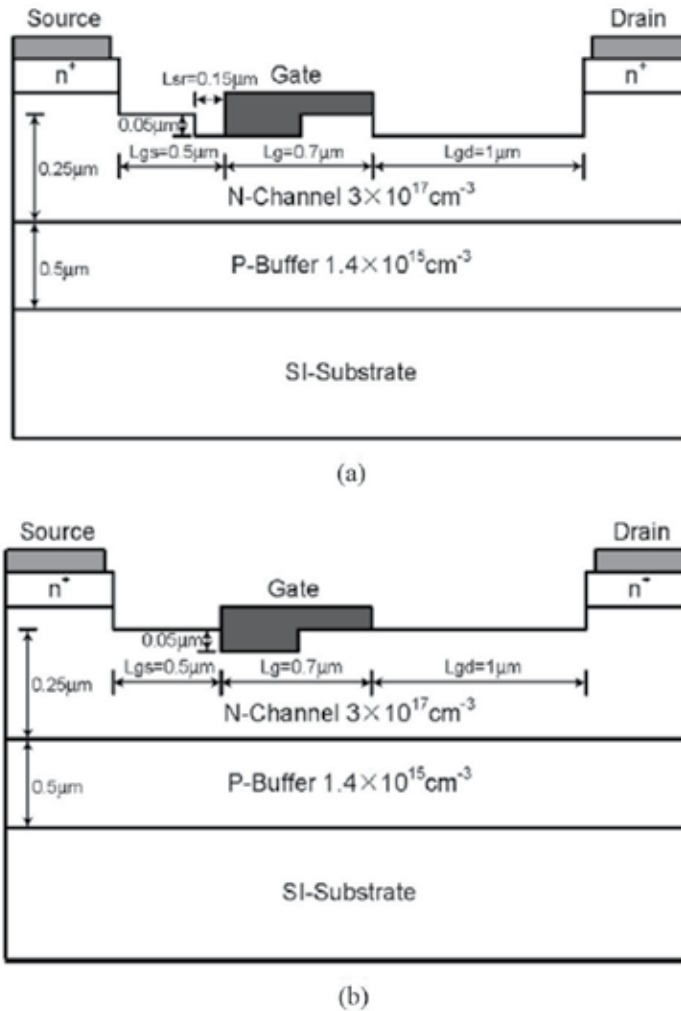 Source Drain
n⁺ n⁺
Lsr=0.15μm Gate
0.05μm
Lgs=0.5μm Lg=0.7μm Lgd=1μm
0.25μm
N-Channel 3×10¹⁷cm⁻³
0.5μm P-Buffer 1.4×10¹⁵cm⁻³
SI-Substrate
(a)
Source Drain
n⁺ n⁺
Gate
0.05μm
Lgs=0.5μm Lg=0.7μm Lgd=1μm
0.25μm
N-Channel 3×10¹⁷cm⁻³
0.5μm P-Buffer 1.4×10¹⁵cm⁻³
SI-Substrate
(b)